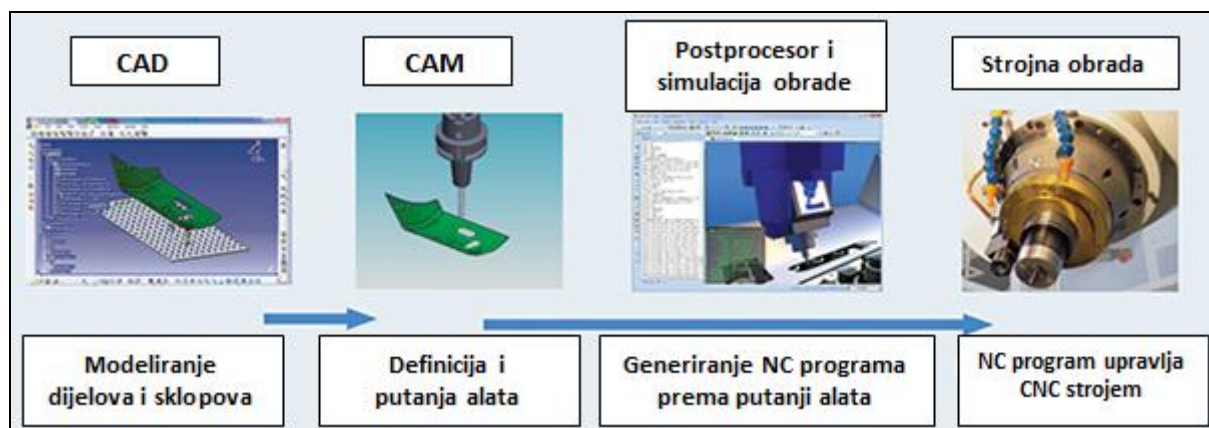 CAD
CAM
Postprocesor i
simulacija obrade
Strojna obrada
Modeliranje
dijelova i sklopova
Definicija i
putanja alata
Generiranje NC programa
prema putanji alata
NC program upravlja
CNC strojem